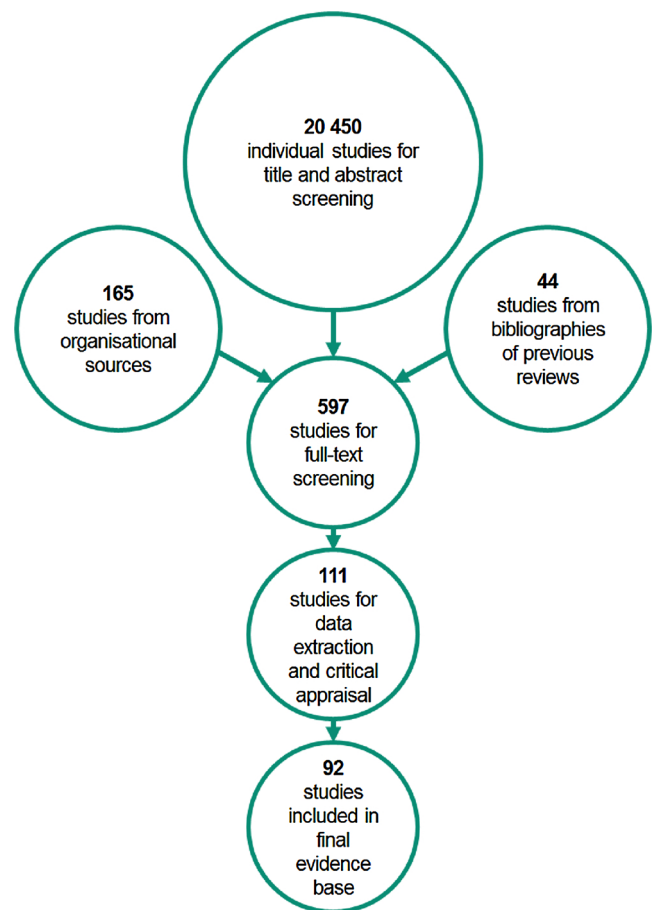 20 450
individual studies for
title and abstract
screening
165
studies from
organisational
sources
44
studies from
bibliographies
of previous
reviews
597
studies for
full-text
screening
111
studies for
data
extraction
and critical
appraisal
92
studies
included in
final
evidence
base